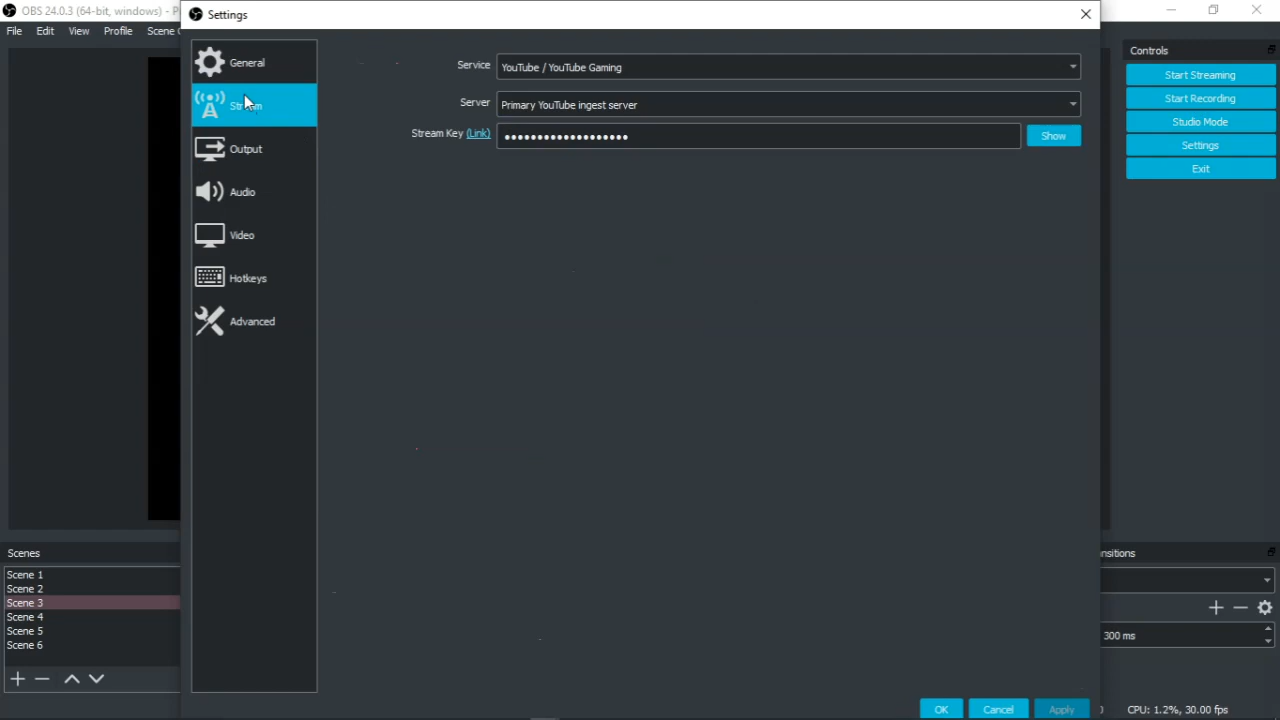 OBS 24.0.3 (64-bit, windows) - P
Settings
File Edit View Profile Scene C
General
Stream
Output
Audio
Video
Hotkeys
Advanced
Service YouTube / YouTube Gaming
Server Primary YouTube ingest server
Stream Key (Link) ●●●●●●●●●●●●●●●●●●● Show
Controls
Start Streaming
Start Recording
Studio Mode
Settings
Exit
Scenes
Scene 1
Scene 2
Scene 3
Scene 4
Scene 5
Scene 6
nsitions
300 ms
OK Cancel Apply
CPU: 1.2%, 30.00 fps